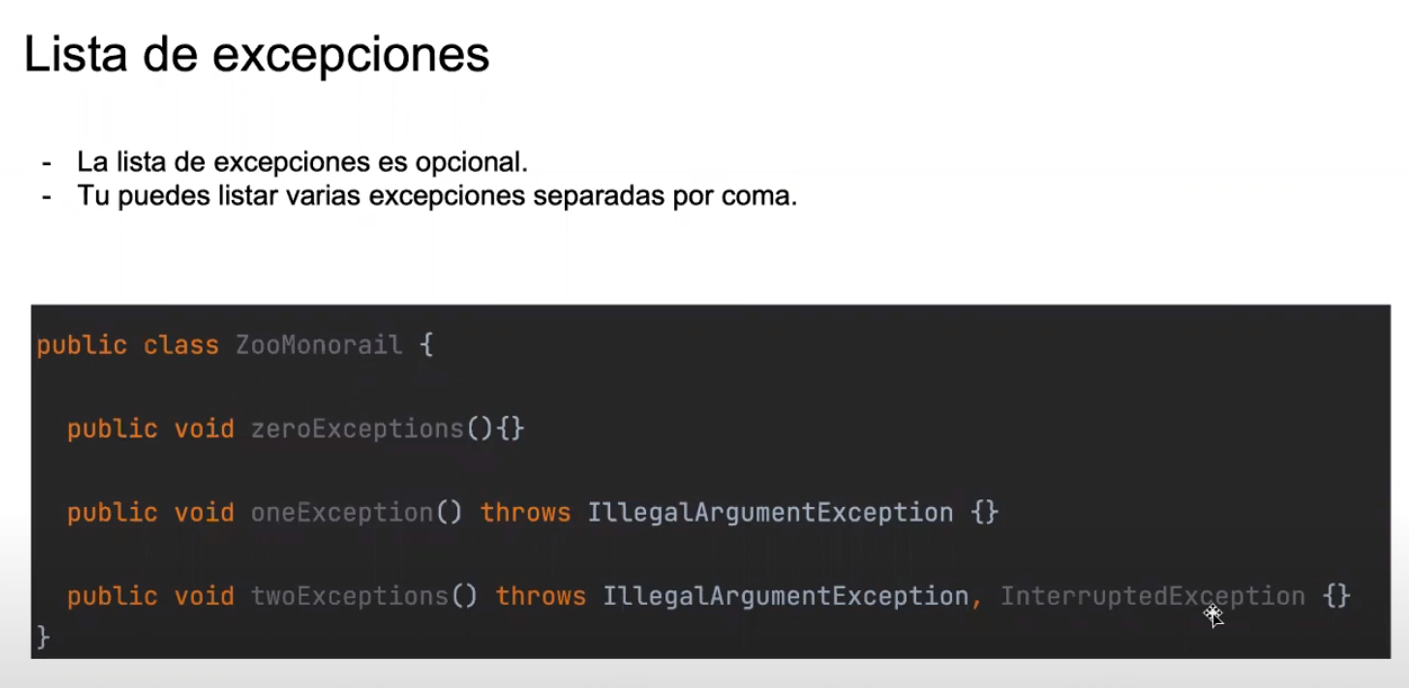 Lista de excepciones
- La lista de excepciones es opcional.
- Tu puedes listar varias excepciones separadas por coma.
public class ZooMonorail {
public void zeroExceptions(){}
public void oneException() throws IllegalArgumentException {}
public void twoExceptions() throws IllegalArgumentException, InterruptedException {}
}